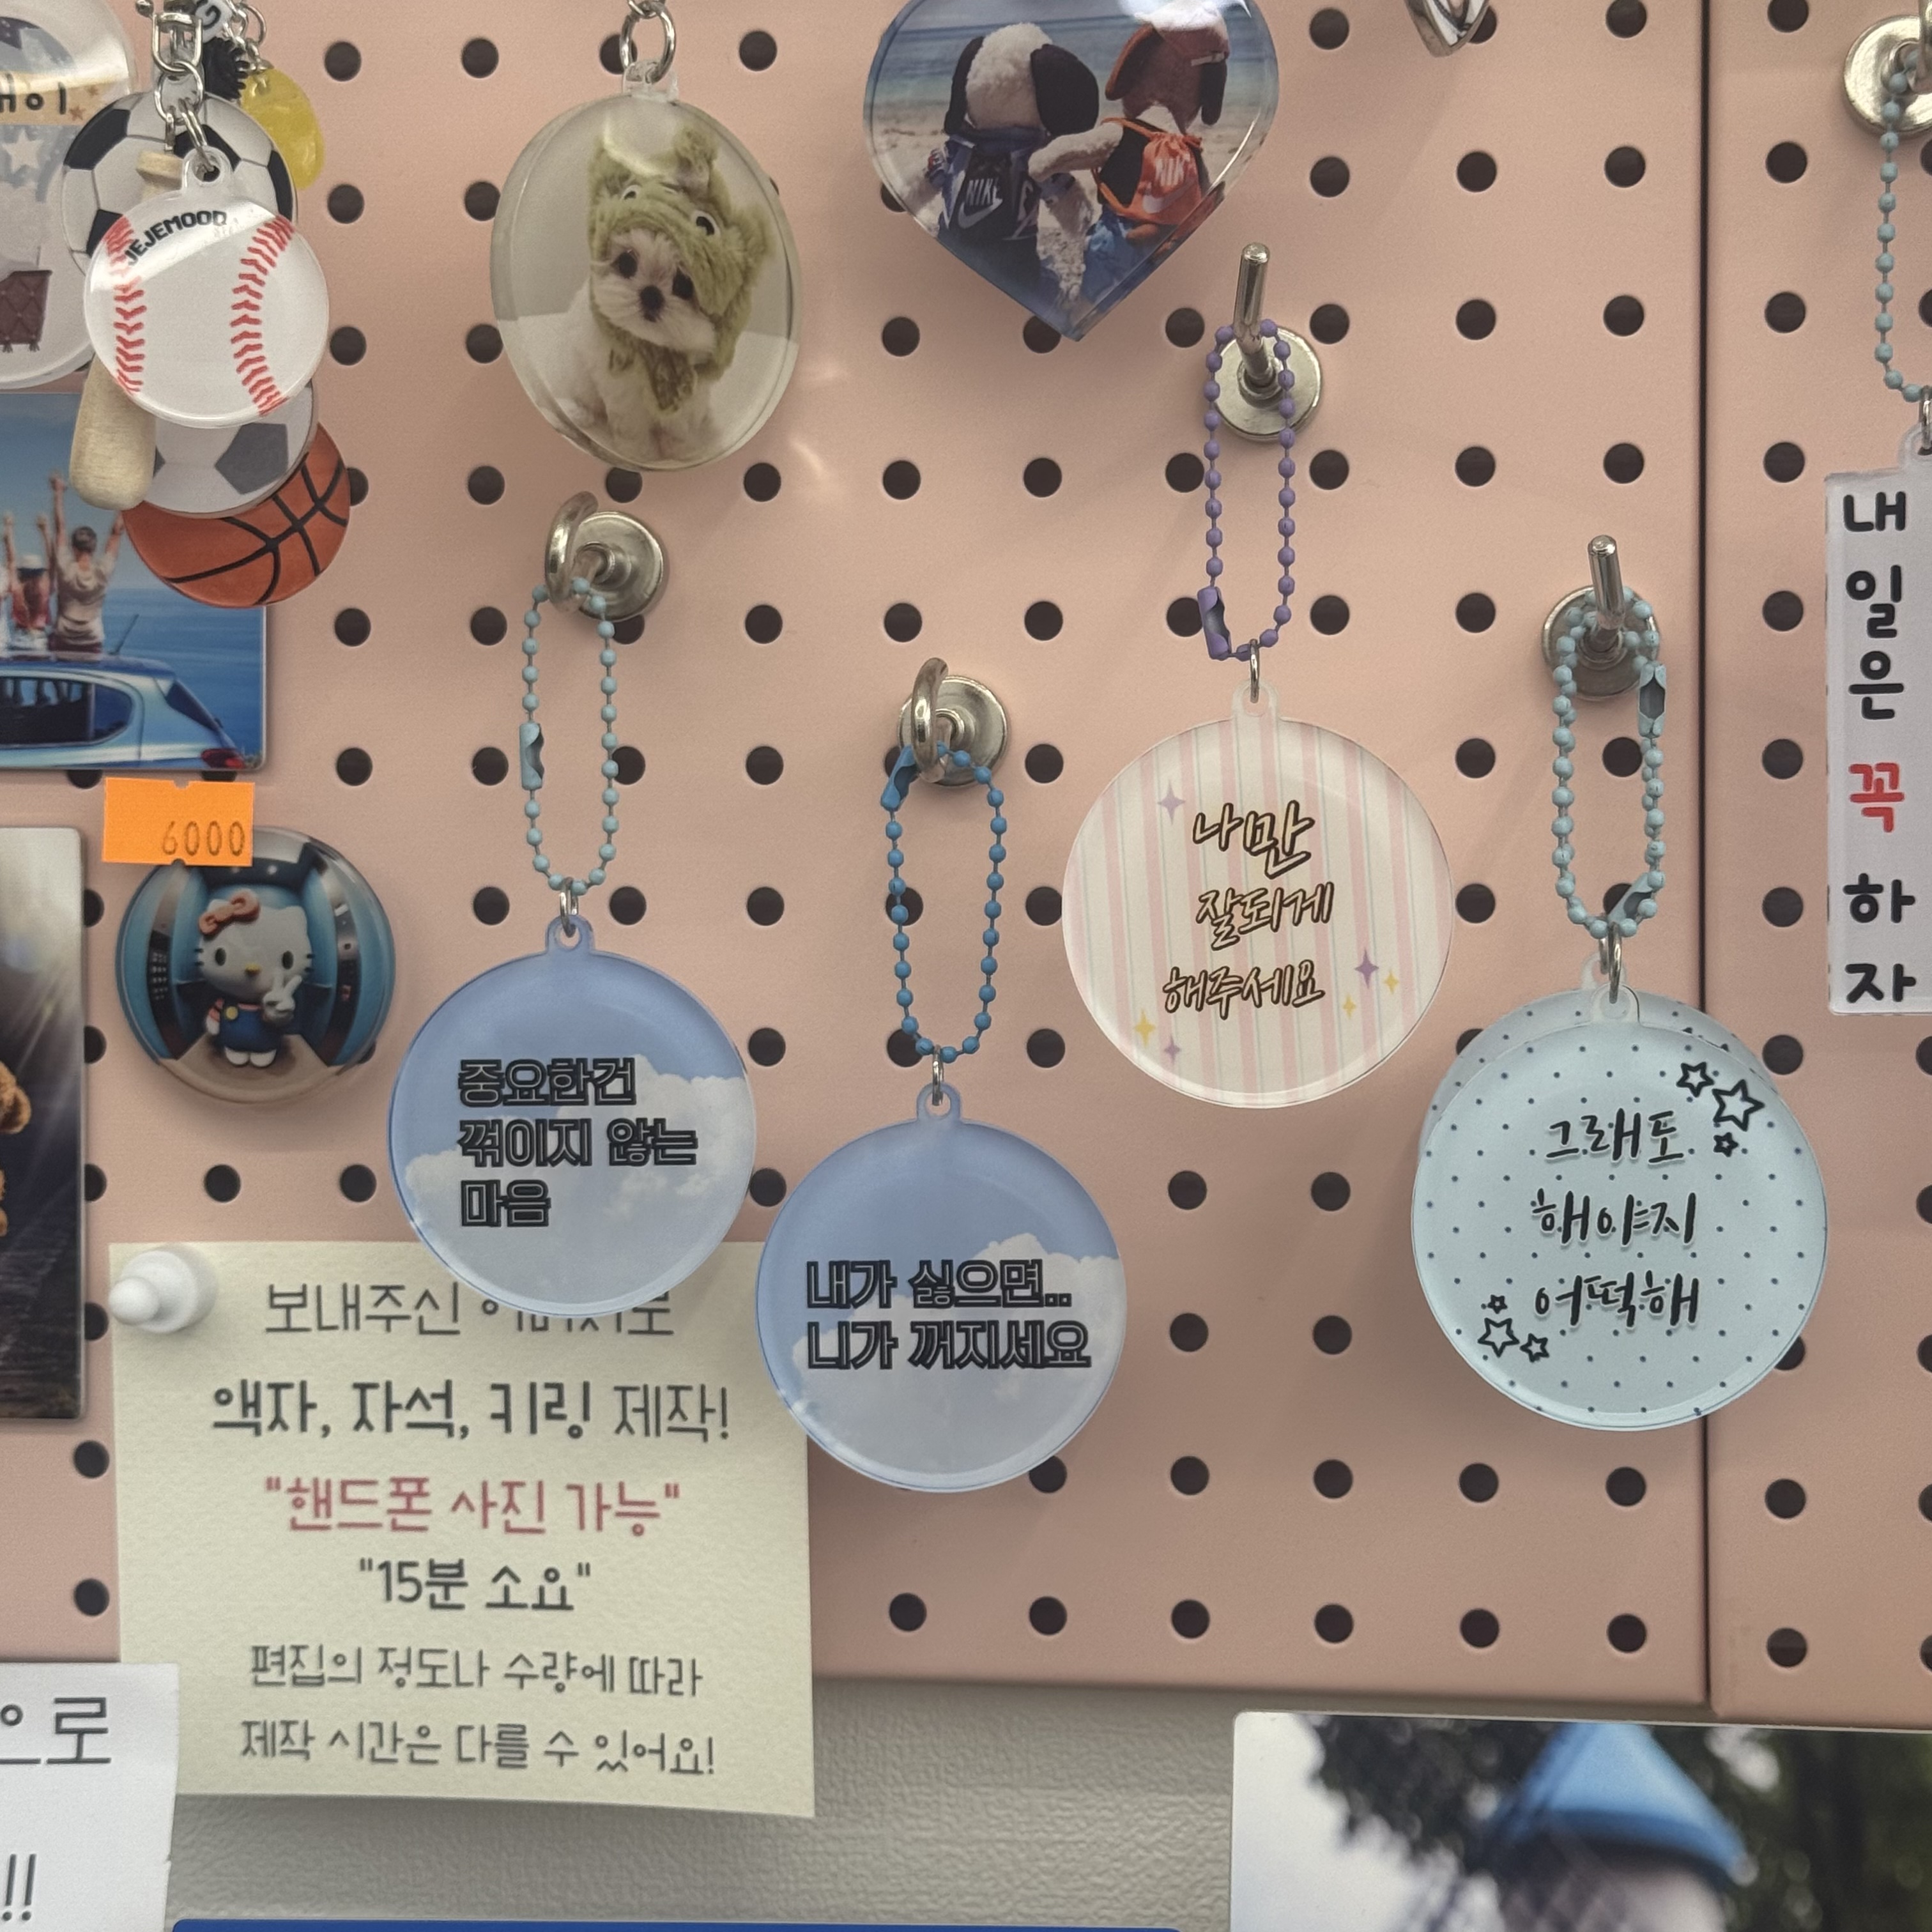 JEJEMOOD
NIKE
6000
중요한건
꺾이지 않는
마음
내가 싫으면..
니가 꺼지세요
나만
잘되게
해주세요
그래도
해야지
어떡해
내
일
은
꼭
하
자
보내주신
액자, 자석, 키링 제작!
"핸드폰 사진 가능"
"15분 소요"
편집의 정도나 수량에 따라
제작 시간은 다를 수 있어요!
으로
!!